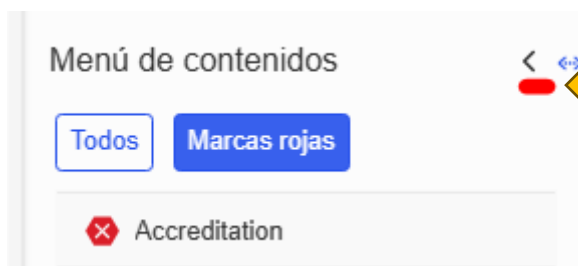 Menú de contenidos
Todos Marcas rojas
Accreditation